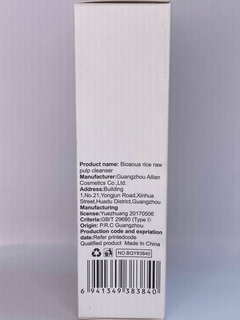 Product name: Bioaoua rice raw
pulp cleanser
Manufacturer:Guangzhou Ailian
Cosmetics Co.LTD.
Address:Building
1,No.21,Yongjun Road,Xinhua
Street,Huadu District,Guangzhou
Manufacturing
license:Yuezhuang 20170506
Criteria:GB/T 29680 (Type I)
Origin: P.R.C Guangzhou
Production code and expiration
date:Refer printedcode
Qualified product Made In China
NO.BQY83840
6 941349 383840